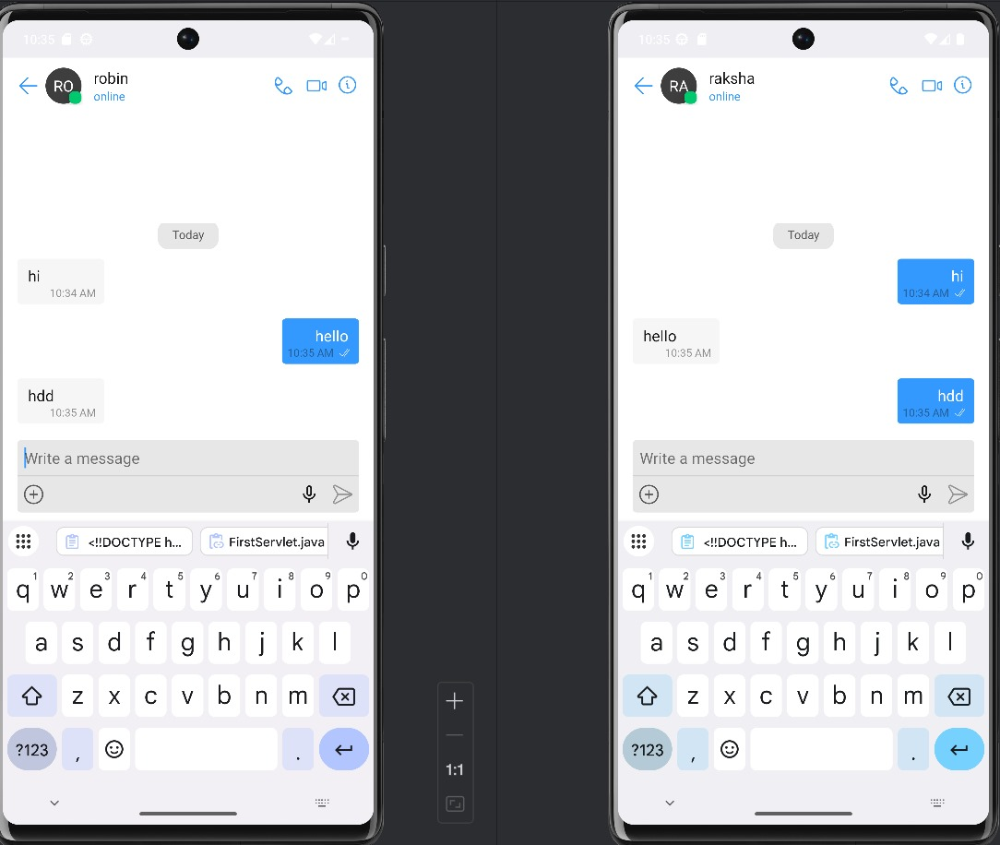 10:35
RO
robin
online
Today
hi
10:34 AM
hello
10:35 AM
hdd
10:35 AM
Write a message
<!!DOCTYPE h...
FirstServlet.java
q1 w2 e3 r4 t5 y6 u7 i8 o9 p0
a s d f g h j k l
z x c v b n m
?123 , .
1:1
10:35
RA
raksha
online
Today
hi
10:34 AM
hello
10:35 AM
hdd
10:35 AM
Write a message
<!!DOCTYPE h...
FirstServlet.java
q1 w2 e3 r4 t5 y6 u7 i8 o9 p0
a s d f g h j k l
z x c v b n m
?123 , .